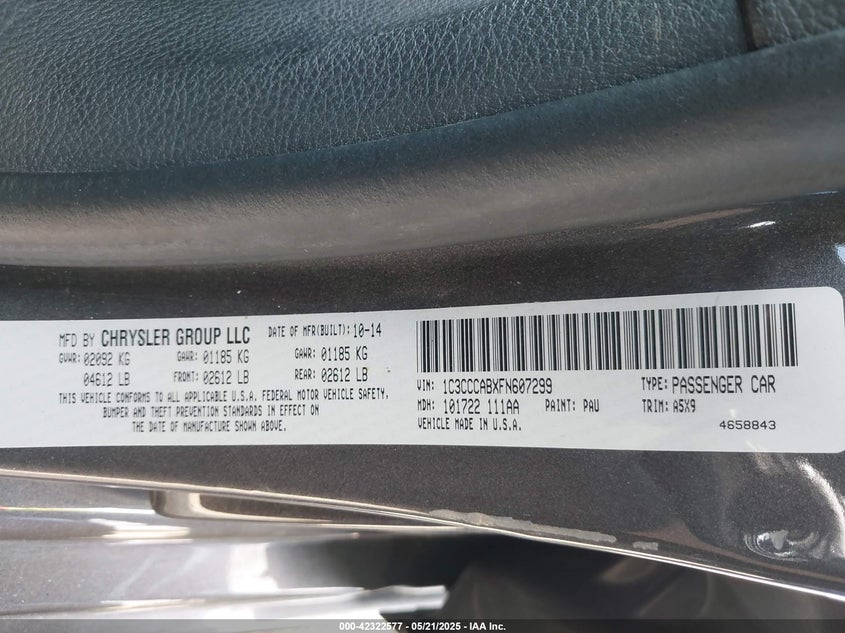 MFD BY CHRYSLER GROUP LLC DATE OF MFR(BUILT): 10-14
GVWR: 02092 KG GAWR: 01185 KG GAWR: 01185 KG
04612 LB FRONT: 02612 LB REAR: 02612 LB
THIS VEHICLE CONFORMS TO ALL APPLICABLE U.S.A. FEDERAL MOTOR VEHICLE SAFETY,
BUMPER AND THEFT PREVENTION STANDARDS IN EFFECT ON
THE DATE OF MANUFACTURE SHOWN ABOVE.
VIN: 1C3CCCABXFN607299 TYPE: PASSENGER CAR
MDH: 101722 111AA PAINT: PAU TRIM: A5X9
VEHICLE MADE IN U.S.A. 4658843
000-42322577 - 05/21/2025 - IAA Inc.